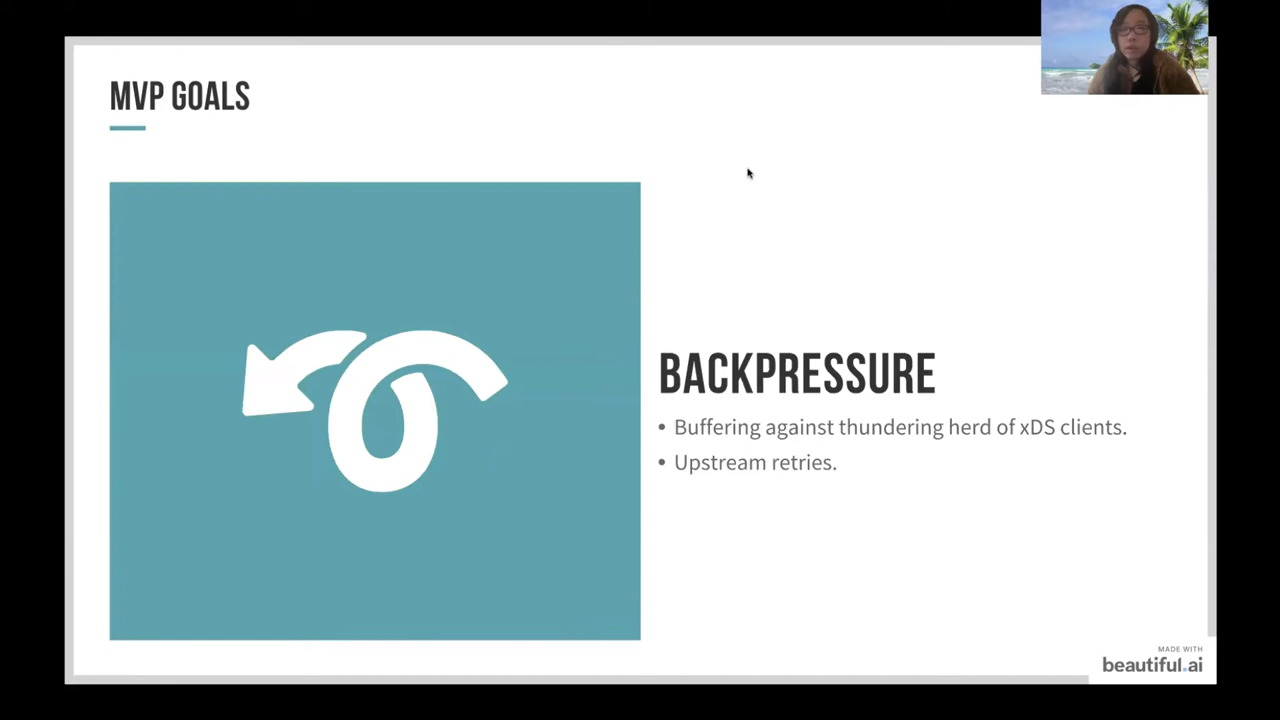 MVP GOALS
BACKPRESSURE
• Buffering against thundering herd of xDS clients.
• Upstream retries.
MADE WITH
beautiful.ai